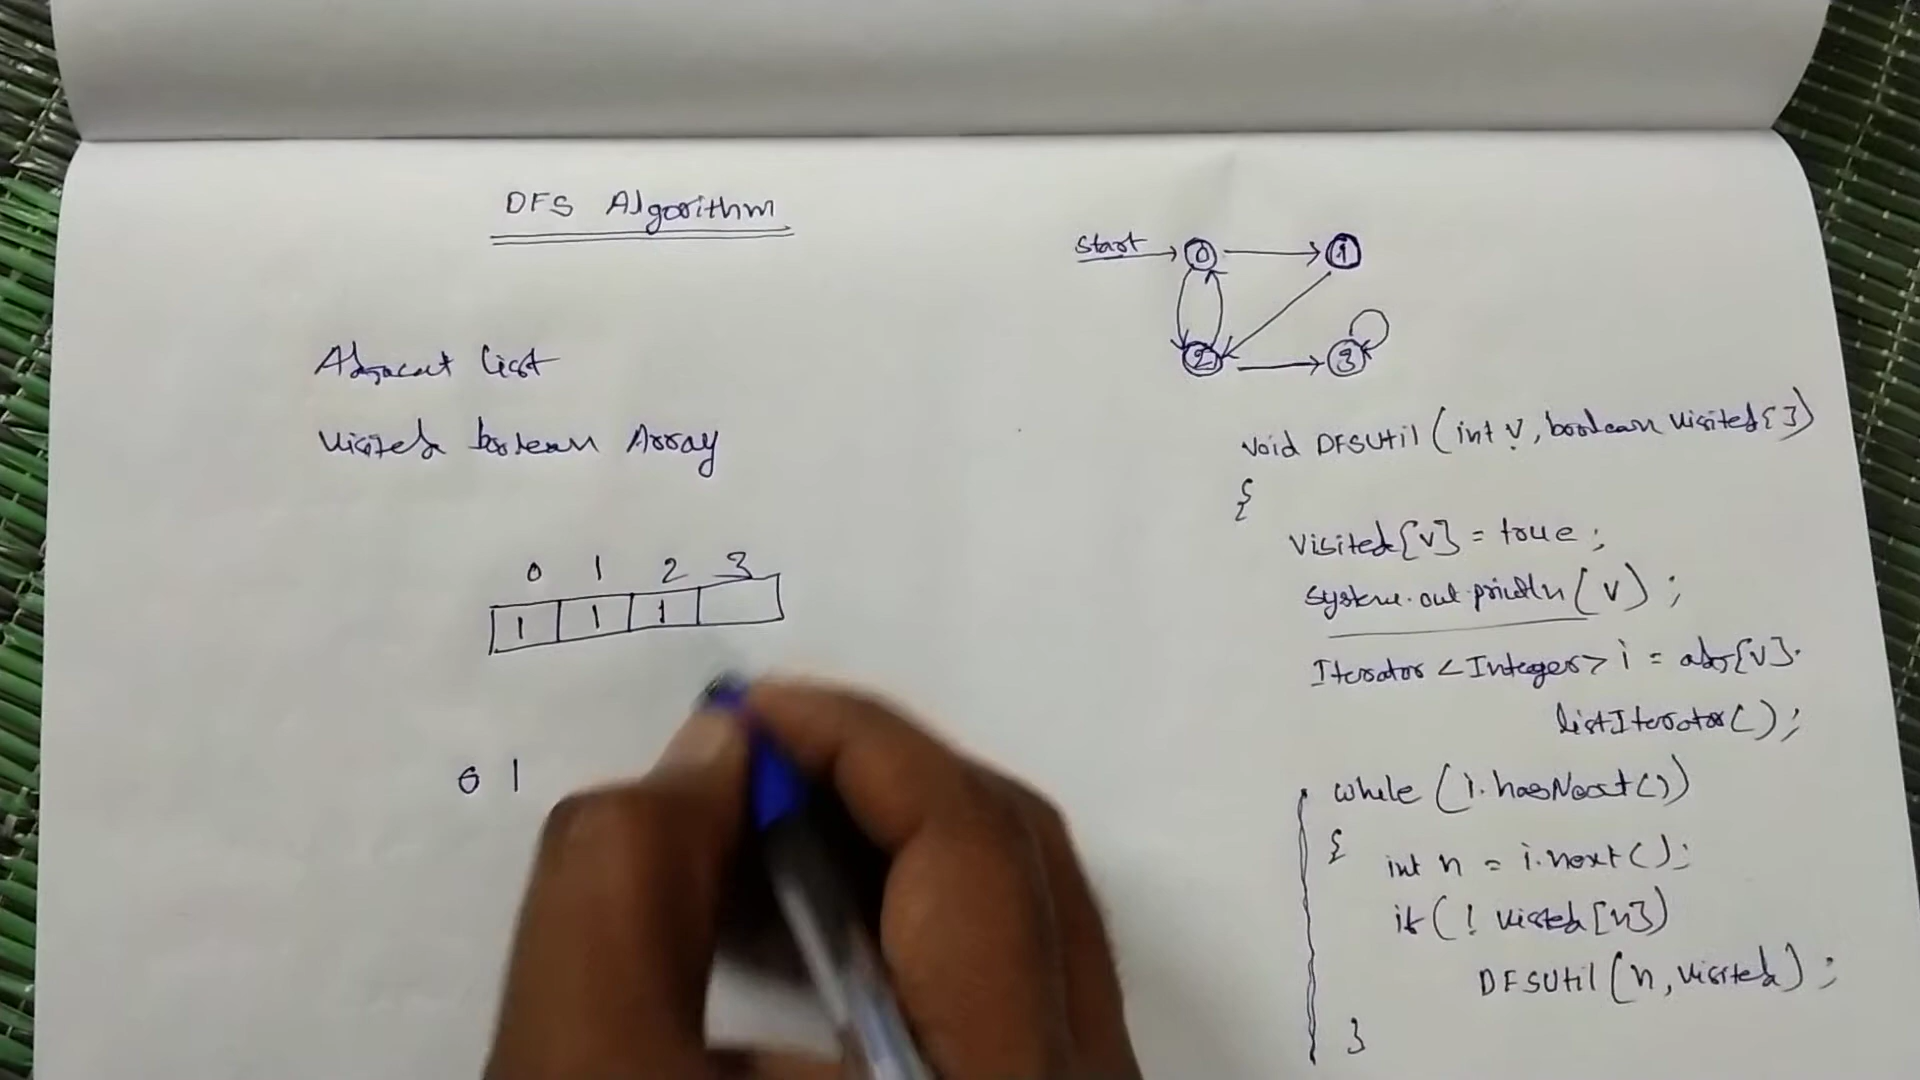 DFS Algorithm
Start 0 1
2 3
Adjacent List
Visited boolean Array
0 1 2 3
1 1 1
0 1
void DFSUtil (int v, boolean visited[])
{
visited[v] = true;
System.out.println(v);
Iterator <Integer> i = adj[v].
listIterator();
while (i.hasNext())
{
int n = i.next();
if (! visited[n])
DFSUtil (n, visited);
}